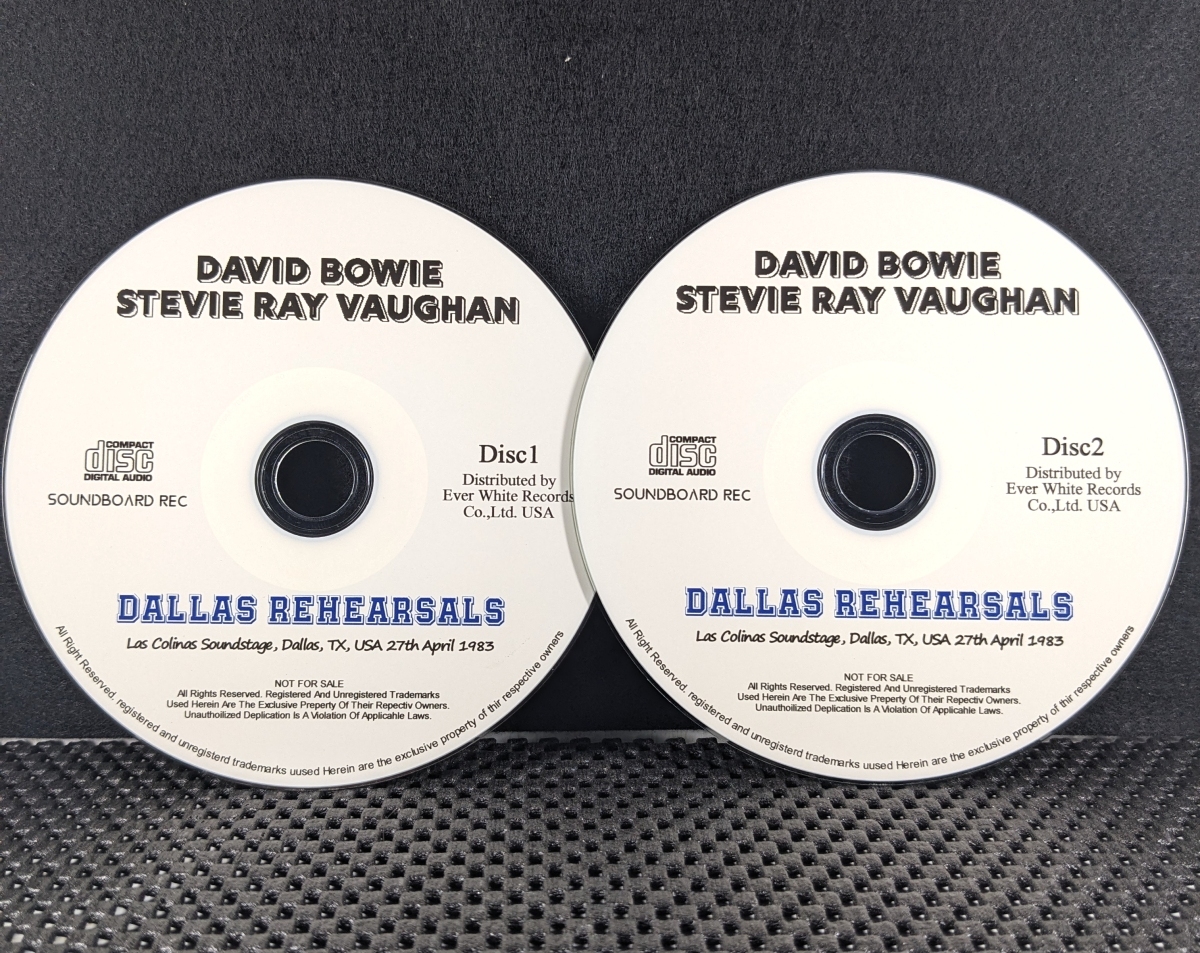 DAVID BOWIE
STEVIE RAY VAUGHAN
COMPACT
disc
DIGITAL AUDIO
SOUNDBOARD REC
Disc1
Distributed by
Ever White Records
Co.,Ltd. USA
DALLAS REHEARSALS
Las Colinas Soundstage, Dallas, TX, USA 27th April 1983
NOT FOR SALE
All Rights Reserved. Registered And Unregistered Trademarks
Used Herein Are The Exclusive Preperty Of Their Repectiv Owners.
Unauthoilized Deplication Is A Violation Of Applicahle Laws.
All Right Reserved. registered and unregisterd trademarks uused Herein are the exclusive preperty of thir respective owners
DAVID BOWIE
STEVIE RAY VAUGHAN
COMPACT
disc
DIGITAL AUDIO
SOUNDBOARD REC
Disc2
Distributed by
Ever White Records
Co.,Ltd. USA
DALLAS REHEARSALS
Las Colinas Soundstage, Dallas, TX, USA 27th April 1983
NOT FOR SALE
All Rights Reserved. Registered And Unregistered Trademarks
Used Herein Are The Exclusive Preperty Of Their Repectiv Owners.
Unauthoilized Deplication Is A Violation Of Applicahle Laws.
All Right Reserved. registered and unregisterd trademarks uused Herein are the exclusive preperty of thir respective owners